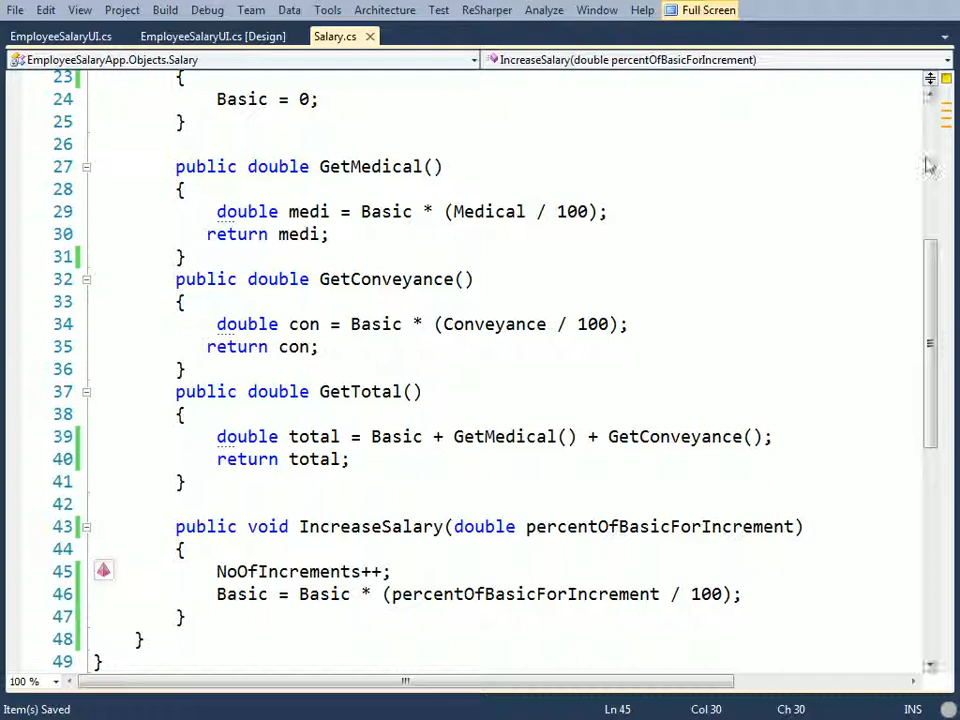 File Edit View Project Build Debug Team Data Tools Architecture Test ReSharper Analyze Window Help Full Screen
EmployeeSalaryUI.cs EmployeeSalaryUI.cs [Design] Salary.cs
EmployeeSalaryApp.Objects.Salary IncreaseSalary(double percentOfBasicForIncrement)
23 {
24 Basic = 0;
25 }
26
27 public double GetMedical()
28 {
29 double medi = Basic * (Medical / 100);
30 return medi;
31 }
32 public double GetConveyance()
33 {
34 double con = Basic * (Conveyance / 100);
35 return con;
36 }
37 public double GetTotal()
38 {
39 double total = Basic + GetMedical() + GetConveyance();
40 return total;
41 }
42
43 public void IncreaseSalary(double percentOfBasicForIncrement)
44 {
45 NoOfIncrements++;
46 Basic = Basic * (percentOfBasicForIncrement / 100);
47 }
48 }
49 }
100 %
Item(s) Saved Ln 45 Col 30 Ch 30 INS